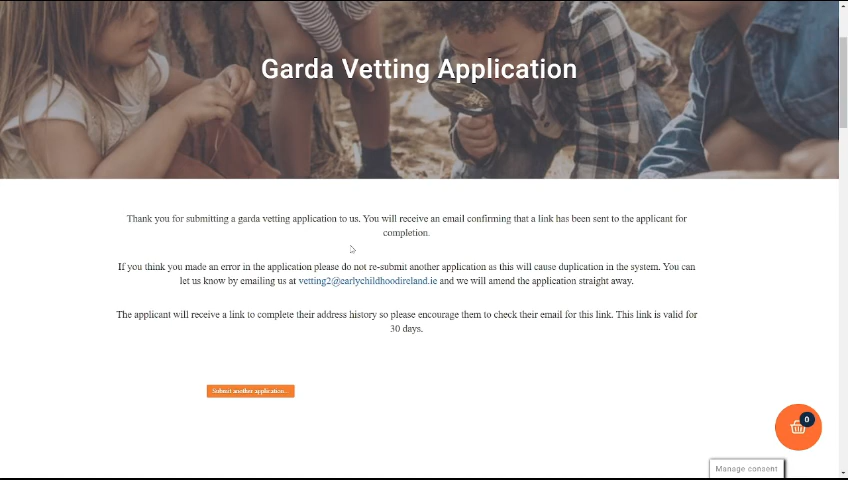 Garda Vetting Application
Thank you for submitting a garda vetting application to us. You will receive an email confirming that a link has been sent to the applicant for
completion.
If you think you made an error in the application please do not re-submit another application as this will cause duplication in the system. You can
let us know by emailing us at vetting2@earlychildhoodireland.ie and we will amend the application straight away.
The applicant will receive a link to complete their address history so please encourage them to check their email for this link. This link is valid for
30 days.
Submit another application...
0
Manage consent